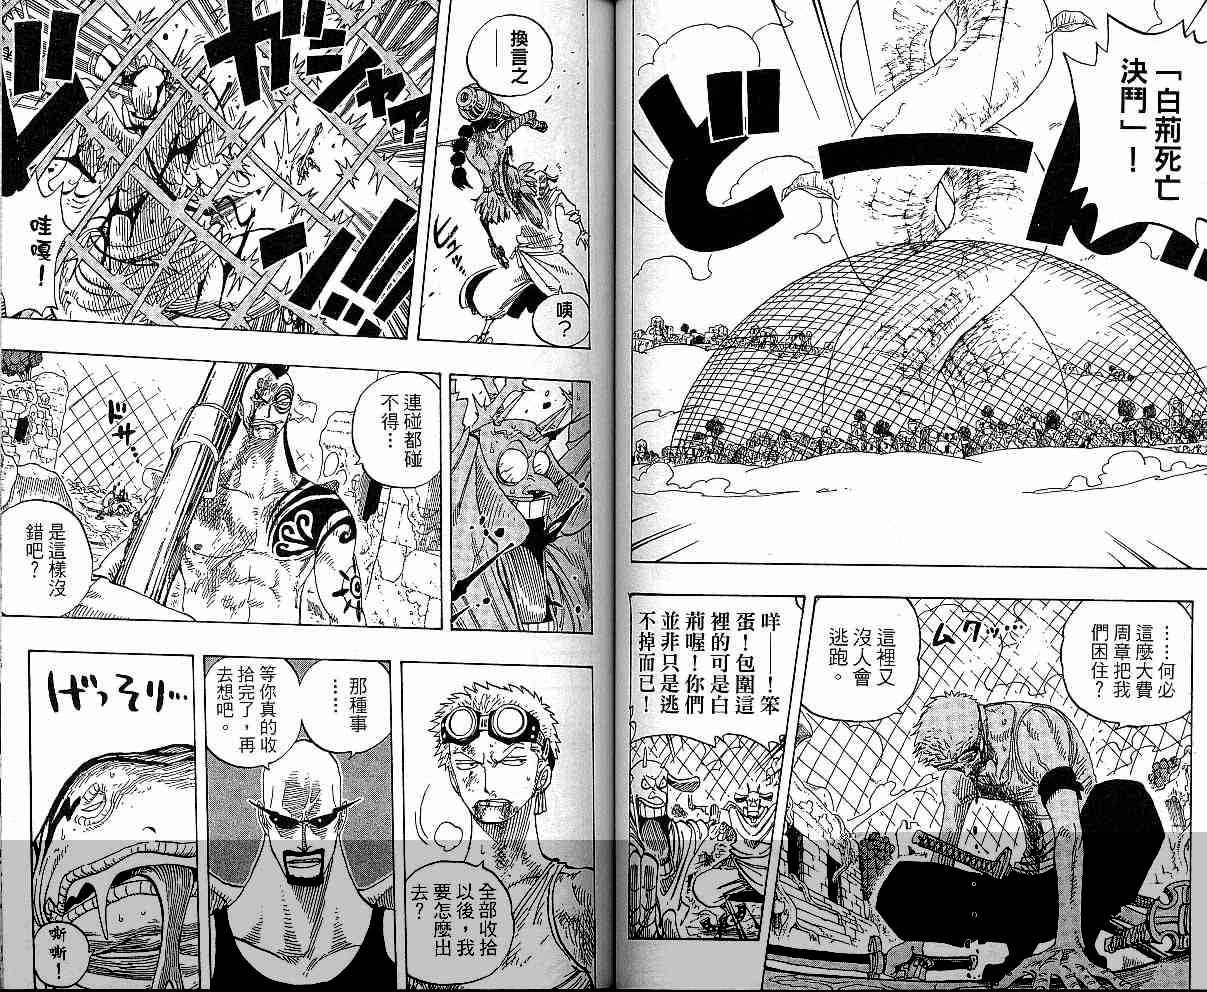 「白荊死亡
決鬥」！
どーん
……何必
這麼大費
周章把我
們困住？
ムクッ…
這裡又
沒人會
逃跑。
咩——！笨
蛋！包圍這
裡的可是白
荊喔！你們
並非只是逃
不掉而已！
換言之
——
ヒュッ
咦？
哇嘎！
連碰都碰
不得…
ドサ…
是這樣沒
錯吧？
全部收拾
以後，我
要怎麼出
去？
那種事
……
等你真的收
拾完了，再
去想吧。
げっそり…
嘶嘶！